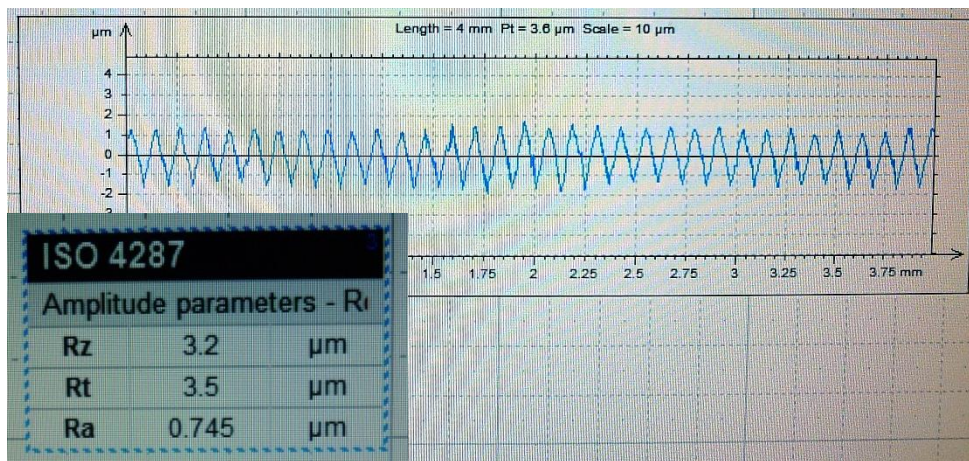 Length = 4 mm Pt = 3.6 µm Scale = 10 µm
µm
4
3
2
1
0
-1
-2
1.5 1.75 2 2.25 2.5 2.75 3 3.25 3.5 3.75 mm
ISO 4287
Amplitude parameters - R
Rz 3.2 µm
Rt 3.5 µm
Ra 0.745 µm